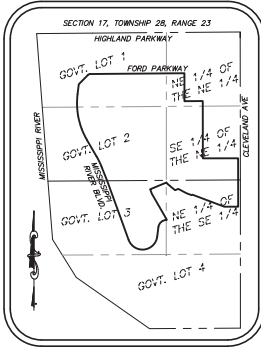 SECTION 17, TOWNSHIP 28, RANGE 23
HIGHLAND PARKWAY
GOVT. LOT 1
FORD PARKWAY
NE 1/4 OF
THE NE 1/4
MISSISSIPPI RIVER
CLEVELAND AVE
GOVT. LOT 2
SE 1/4 OF
THE NE 1/4
MISSISSIPPI
RIVER BLVD.
GOVT. LOT 3
NE 1/4 OF
THE SE 1/4
GOVT. LOT 4